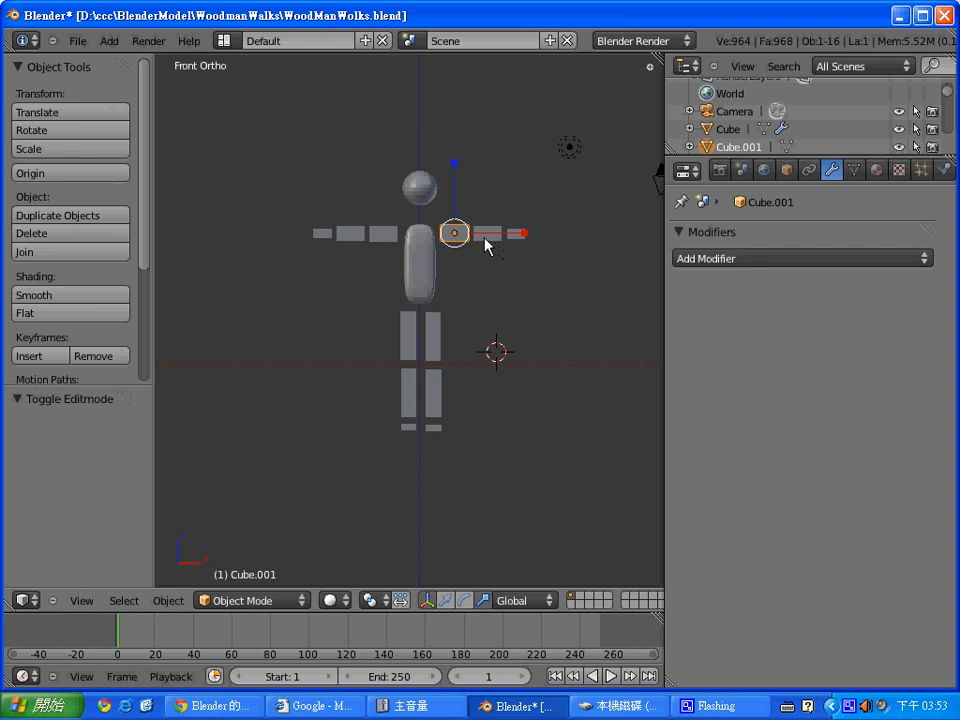 Blender* [D:\ccc\BlenderModel\WoodmanWalks\WoodManWolks.blend]
File Add Render Help Default Scene Blender Render Ve:964 | Fa:968 | Ob:1-16 | La:1 | Mem:5.52M (0.1
Object Tools
Transform:
Translate
Rotate
Scale
Origin
Object:
Duplicate Objects
Delete
Join
Shading:
Smooth
Flat
Keyframes:
Insert Remove
Motion Paths:
Toggle Editmode
Front Ortho
(1) Cube.001
View Search All Scenes
World
Camera
Cube
Cube.001
Cube.001
Modifiers
Add Modifier
View Select Object Object Mode Global
-40 -20 0 20 40 60 80 100 120 140 160 180 200 220 240 260
View Frame Playback Start: 1 End: 250 1
開始 Blender 的... Google - M... 主音量 Blender* [... 本機磁碟 (... Flashing 下午 03:53